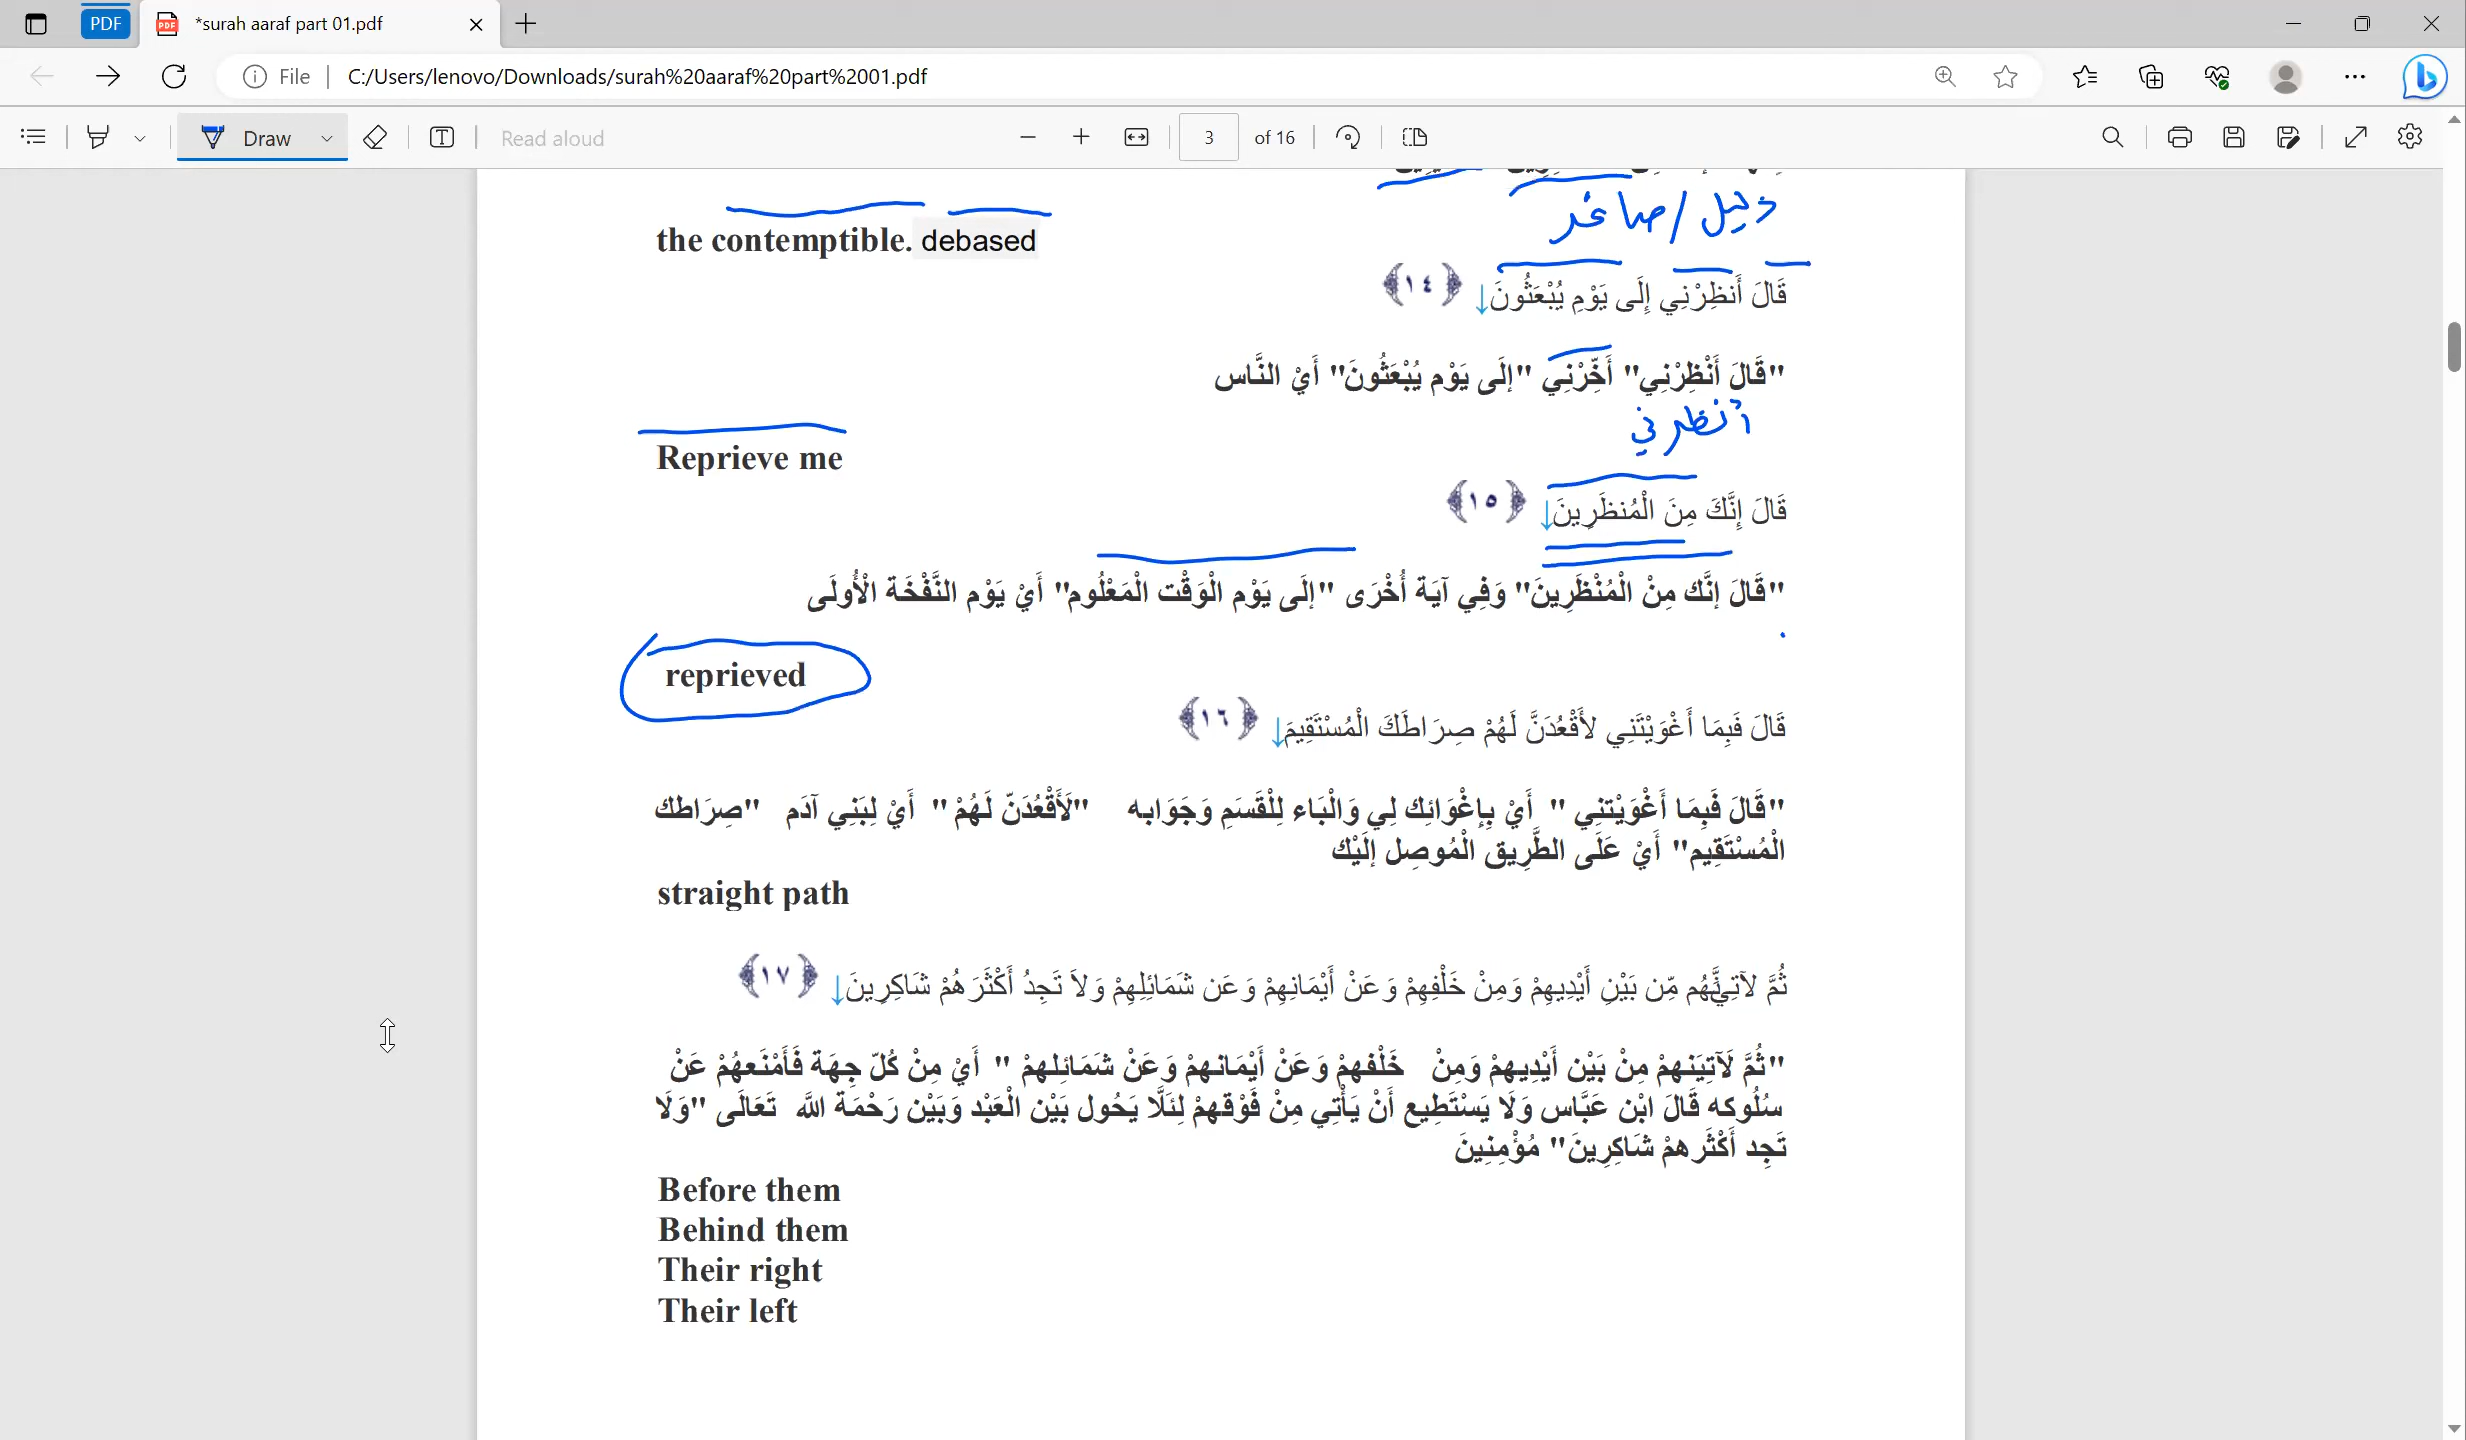 PDF
*surah aaraf part 01.pdf
File
C:/Users/lenovo/Downloads/surah%20aaraf%20part%2001.pdf
Draw
Read aloud
3 of 16
ذليل / صاغر
the contemptible. debased
قَالَ أَنظِرْنِي إِلَى يَوْمِ يُبْعَثُونَ↓ ﴿١٤﴾
"قَالَ أَنْظِرْنِي" أَخِّرْنِي "إلَى يَوْم يُبْعَثُونَ" أَيْ النَّاس
أنظرني
Reprieve me
قَالَ إِنَّكَ مِنَ الْمُنظَرِينَ↓ ﴿١٥﴾
"قَالَ إنَّك مِنْ الْمُنْظَرِينَ" وَفِي آيَة أُخْرَى "إلَى يَوْم الْوَقْت الْمَعْلُوم" أَيْ يَوْم النَّفْخَة الْأُولَى
reprieved
قَالَ فَبِمَا أَغْوَيْتَنِي لأَقْعُدَنَّ لَهُمْ صِرَاطَكَ الْمُسْتَقِيمَ↓ ﴿١٦﴾
"قَالَ فَبِمَا أَغْوَيْتنِي " أَيْ بِإغْوَائِك لِي وَالْبَاء لِلْقَسَمِ وَجَوَابه "لَأَقْعُدَنّ لَهُمْ " أَيْ لِبَنِي آدَم "صِرَاطك
الْمُسْتَقِيم" أَيْ عَلَى الطَّرِيق الْمُوصِل إلَيْك
straight path
ثُمَّ لآتِيَنَّهُم مِّن بَيْنِ أَيْدِيهِمْ وَمِنْ خَلْفِهِمْ وَعَنْ أَيْمَانِهِمْ وَعَن شَمَائِلِهِمْ وَلاَ تَجِدُ أَكْثَرَهُمْ شَاكِرِينَ↓ ﴿١٧﴾
"ثُمَّ لَآتِيَنهمْ مِنْ بَيْن أَيْدِيهمْ وَمِنْ خَلْفهمْ وَعَنْ أَيْمَانهمْ وَعَنْ شَمَائِلهمْ " أَيْ مِنْ كُلّ جِهَة فَأَمْنَعهُمْ عَنْ
سُلُوكه قَالَ ابْن عَبَّاس وَلَا يَسْتَطِيع أَنْ يَأْتِي مِنْ فَوْقهمْ لِئَلَّا يَحُول بَيْن الْعَبْد وَبَيْن رَحْمَة اللَّه تَعَالَى "وَلَا
تَجِد أَكْثَرهمْ شَاكِرِينَ" مُؤْمِنِينَ
Before them
Behind them
Their right
Their left